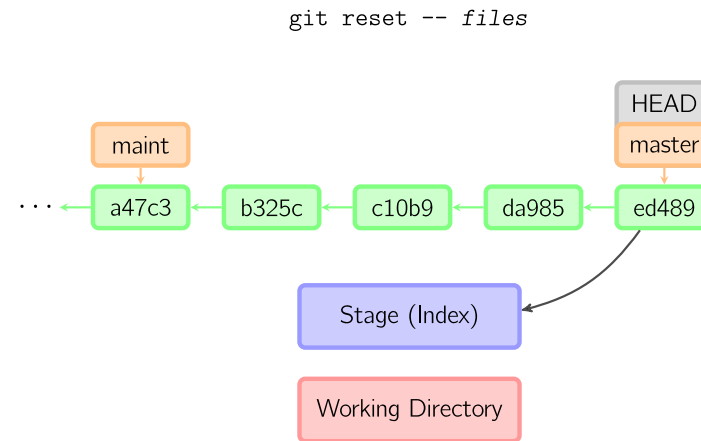 git reset -- files
HEAD
maint
master
... a47c3 b325c c10b9 da985 ed489
Stage (Index)
Working Directory